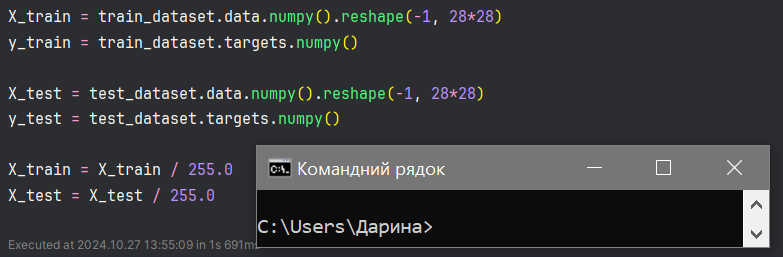 X_train = train_dataset.data.numpy().reshape(-1, 28*28)
y_train = train_dataset.targets.numpy()
X_test = test_dataset.data.numpy().reshape(-1, 28*28)
y_test = test_dataset.targets.numpy()
X_train = X_train / 255.0
X_test = X_test / 255.0
Executed at 2024.10.27 13:55:09 in 1s 691ms
C:\. Командний рядок
C:\Users\Дарина>